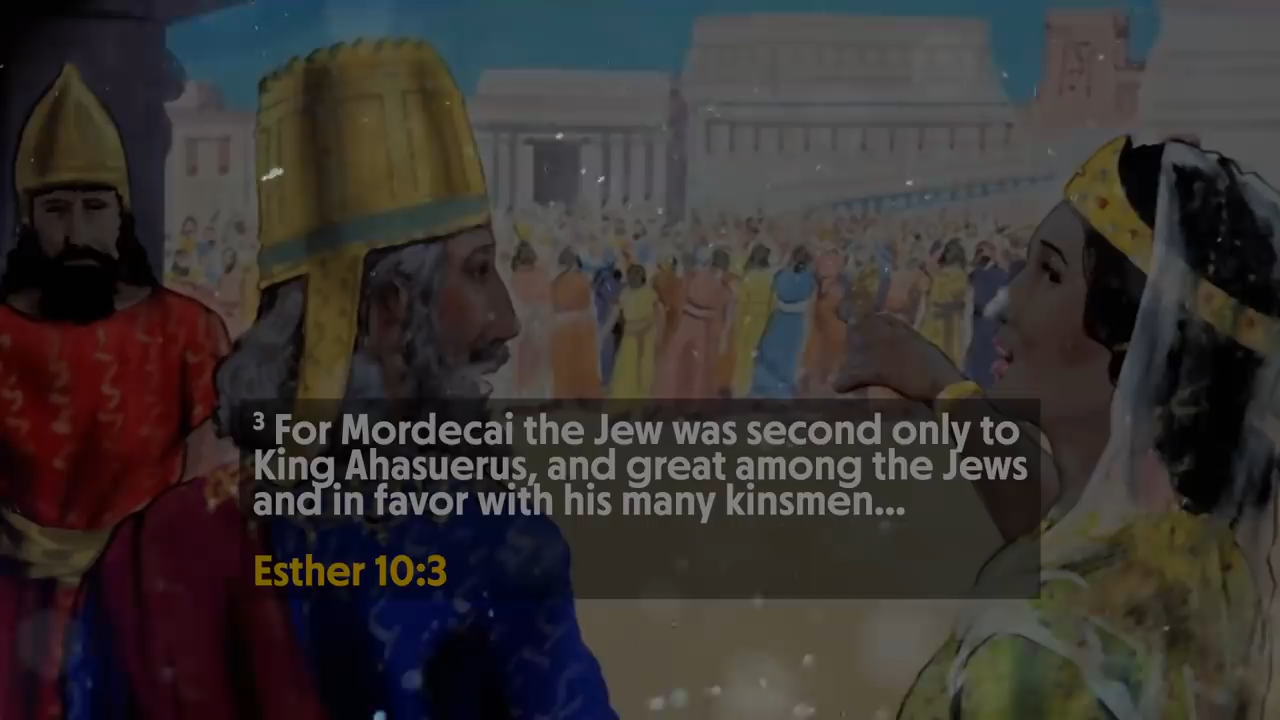 3 For Mordecai the Jew was second only to
King Ahasuerus, and great among the Jews
and in favor with his many kinsmen...
Esther 10:3